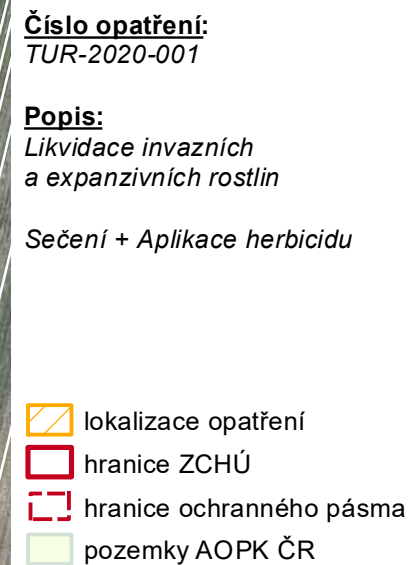 Číslo opatření:
TUR-2020-001
Popis:
Likvidace invazních
a expanzivních rostlin
Sečení + Aplikace herbicidu
lokalizace opatření
hranice ZCHÚ
hranice ochranného pásma
pozemky AOPK ČR